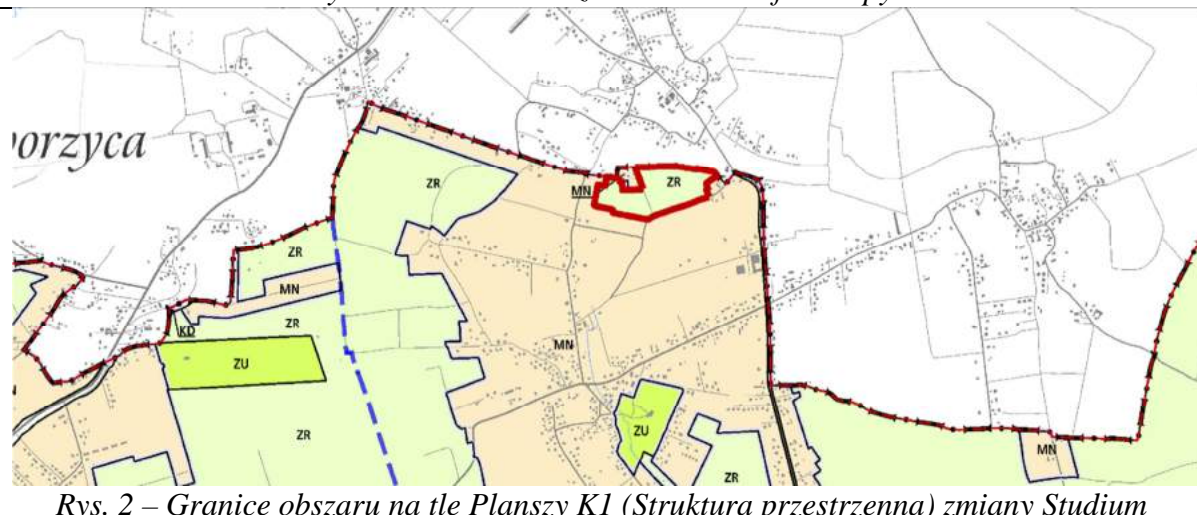 orzyca
ZR
MN
ZR
ZR
MN
ZR
KD
ZU
MN
ZR
ZU
MN
ZR
MN
Rys. 2 – Granice obszaru na tle Planszy K1 (Struktura przestrzenna) zmiany Studium